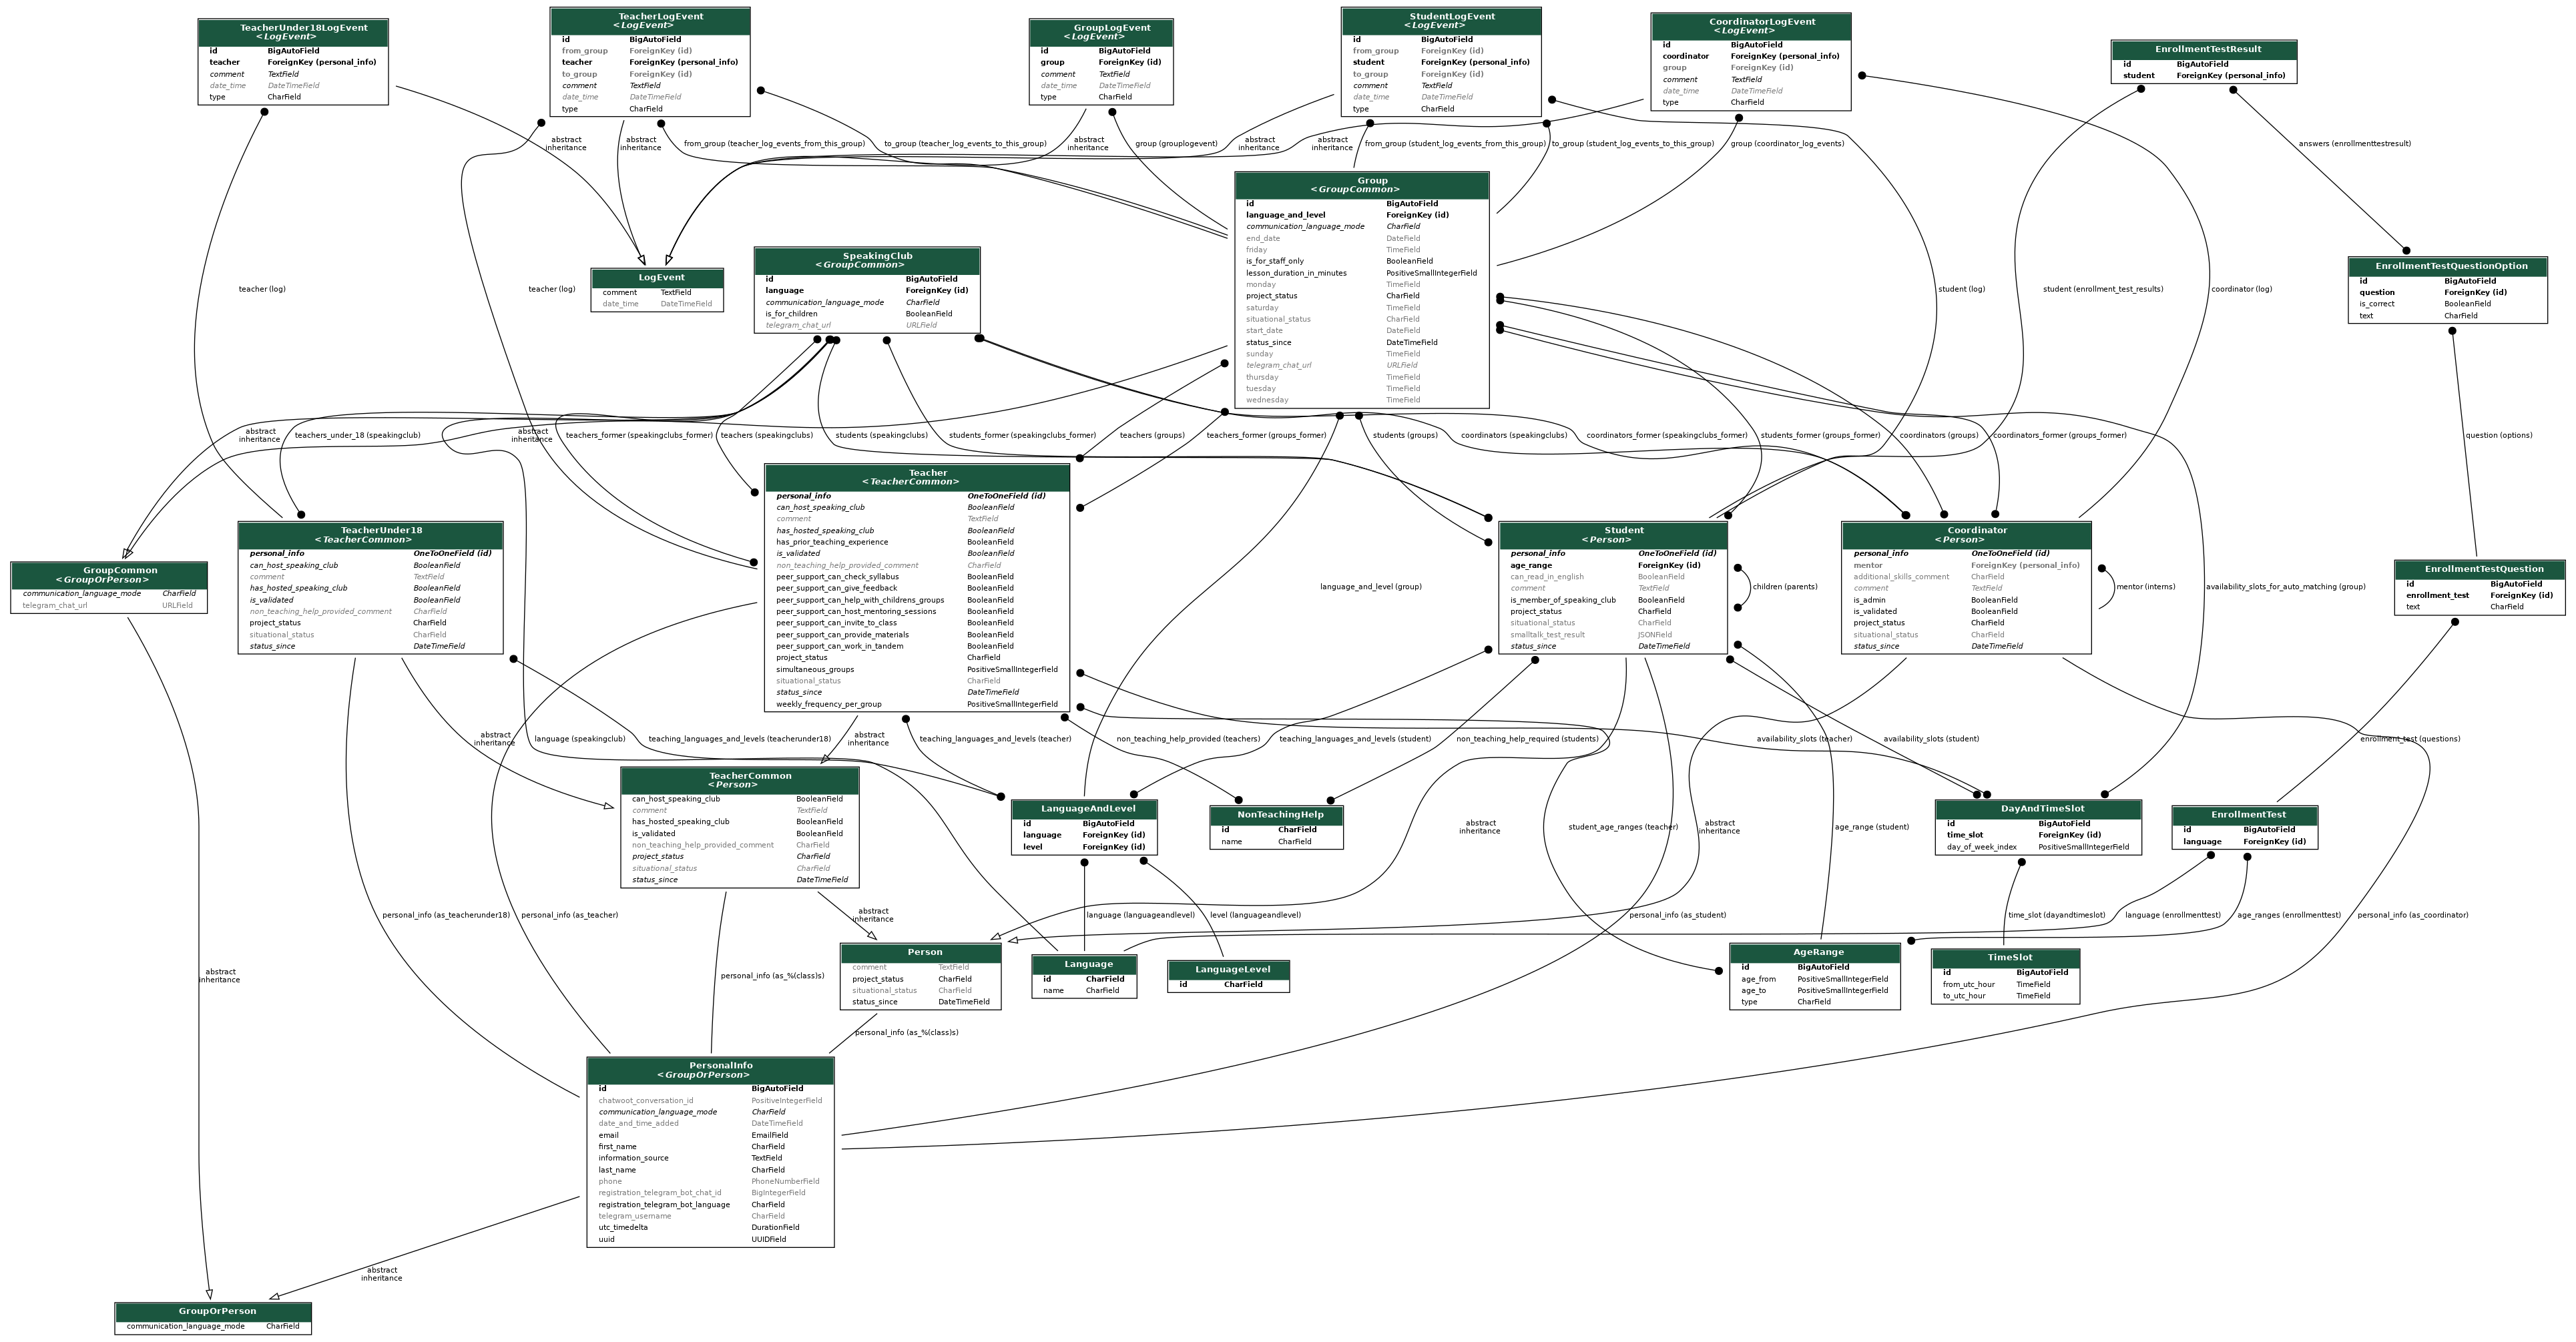 TeacherUnder18LogEvent
<LogEvent>
id BigAutoField
teacher ForeignKey (personal_info)
comment TextField
date_time DateTimeField
type CharField
TeacherLogEvent
<LogEvent>
id BigAutoField
from_group ForeignKey (id)
teacher ForeignKey (personal_info)
to_group ForeignKey (id)
comment TextField
date_time DateTimeField
type CharField
GroupLogEvent
<LogEvent>
id BigAutoField
group ForeignKey (id)
comment TextField
date_time DateTimeField
type CharField
StudentLogEvent
<LogEvent>
id BigAutoField
from_group ForeignKey (id)
student ForeignKey (personal_info)
to_group ForeignKey (id)
comment TextField
date_time DateTimeField
type CharField
CoordinatorLogEvent
<LogEvent>
id BigAutoField
coordinator ForeignKey (personal_info)
group ForeignKey (id)
comment TextField
date_time DateTimeField
type CharField
EnrollmentTestResult
id BigAutoField
student ForeignKey (personal_info)
abstract
inheritance
abstract
inheritance
from_group (teacher_log_events_from_this_group)
to_group (teacher_log_events_to_this_group)
abstract
inheritance
group (grouplogevent)
abstract
inheritance
abstract
inheritance
from_group (student_log_events_from_this_group)
to_group (student_log_events_to_this_group)
group (coordinator_log_events)
answers (enrollmenttestresult)
Group
<GroupCommon>
id BigAutoField
language_and_level ForeignKey (id)
communication_language_mode CharField
end_date DateField
friday TimeField
is_for_staff_only BooleanField
lesson_duration_in_minutes PositiveSmallIntegerField
monday TimeField
project_status CharField
saturday TimeField
situational_status CharField
start_date DateField
status_since DateTimeField
sunday TimeField
telegram_chat_url URLField
thursday TimeField
tuesday TimeField
wednesday TimeField
SpeakingClub
<GroupCommon>
id BigAutoField
language ForeignKey (id)
communication_language_mode CharField
is_for_children BooleanField
telegram_chat_url URLField
LogEvent
comment TextField
date_time DateTimeField
EnrollmentTestQuestionOption
id BigAutoField
question ForeignKey (id)
is_correct BooleanField
text CharField
teacher (log)
teacher (log)
student (log)
student (enrollment_test_results)
coordinator (log)
abstract
inheritance
teachers_under_18 (speakingclub)
abstract
inheritance
teachers_former (speakingclubs_former)
teachers (speakingclubs)
students (speakingclubs)
students_former (speakingclubs_former)
teachers (groups)
teachers_former (groups_former)
students (groups)
coordinators (speakingclubs)
coordinators_former (speakingclubs_former)
students_former (groups_former)
coordinators (groups)
coordinators_former (groups_former)
question (options)
Teacher
<TeacherCommon>
personal_info OneToOneField (id)
can_host_speaking_club BooleanField
comment TextField
has_hosted_speaking_club BooleanField
has_prior_teaching_experience BooleanField
is_validated BooleanField
non_teaching_help_provided_comment CharField
peer_support_can_check_syllabus BooleanField
peer_support_can_give_feedback BooleanField
peer_support_can_help_with_childrens_groups BooleanField
peer_support_can_host_mentoring_sessions BooleanField
peer_support_can_invite_to_class BooleanField
peer_support_can_provide_materials BooleanField
peer_support_can_work_in_tandem BooleanField
project_status CharField
simultaneous_groups PositiveSmallIntegerField
situational_status CharField
status_since DateTimeField
weekly_frequency_per_group PositiveSmallIntegerField
TeacherUnder18
<TeacherCommon>
personal_info OneToOneField (id)
can_host_speaking_club BooleanField
comment TextField
has_hosted_speaking_club BooleanField
is_validated BooleanField
non_teaching_help_provided_comment CharField
project_status CharField
situational_status CharField
status_since DateTimeField
GroupCommon
<GroupOrPerson>
communication_language_mode CharField
telegram_chat_url URLField
Student
<Person>
personal_info OneToOneField (id)
age_range ForeignKey (id)
can_read_in_english BooleanField
comment TextField
is_member_of_speaking_club BooleanField
project_status CharField
situational_status CharField
smalltalk_test_result JSONField
status_since DateTimeField
Coordinator
<Person>
personal_info OneToOneField (id)
mentor ForeignKey (personal_info)
additional_skills_comment CharField
comment TextField
is_admin BooleanField
is_validated BooleanField
project_status CharField
situational_status CharField
status_since DateTimeField
EnrollmentTestQuestion
id BigAutoField
enrollment_test ForeignKey (id)
text CharField
language_and_level (group)
children (parents)
mentor (interns)
availability_slots_for_auto_matching (group)
abstract
inheritance
language (speakingclub)
teaching_languages_and_levels (teacherunder18)
abstract
inheritance
teaching_languages_and_levels (teacher)
non_teaching_help_provided (teachers)
teaching_languages_and_levels (student)
non_teaching_help_required (students)
availability_slots (teacher)
availability_slots (student)
enrollment_test (questions)
TeacherCommon
<Person>
can_host_speaking_club BooleanField
comment TextField
has_hosted_speaking_club BooleanField
is_validated BooleanField
non_teaching_help_provided_comment CharField
project_status CharField
situational_status CharField
status_since DateTimeField
LanguageAndLevel
id BigAutoField
language ForeignKey (id)
level ForeignKey (id)
NonTeachingHelp
id CharField
name CharField
abstract
inheritance
student_age_ranges (teacher)
abstract
inheritance
age_range (student)
DayAndTimeSlot
id BigAutoField
time_slot ForeignKey (id)
day_of_week_index PositiveSmallIntegerField
EnrollmentTest
id BigAutoField
language ForeignKey (id)
personal_info (as_teacherunder18)
personal_info (as_teacher)
abstract
inheritance
language (languageandlevel)
level (languageandlevel)
personal_info (as_student)
time_slot (dayandtimeslot)
language (enrollmenttest)
age_ranges (enrollmenttest)
personal_info (as_coordinator)
abstract
inheritance
personal_info (as_%(class)s)
Person
comment TextField
project_status CharField
situational_status CharField
status_since DateTimeField
Language
id CharField
name CharField
LanguageLevel
id CharField
AgeRange
id BigAutoField
age_from PositiveSmallIntegerField
age_to PositiveSmallIntegerField
type CharField
TimeSlot
id BigAutoField
from_utc_hour TimeField
to_utc_hour TimeField
personal_info (as_%(class)s)
PersonalInfo
<GroupOrPerson>
id BigAutoField
chatwoot_conversation_id PositiveIntegerField
communication_language_mode CharField
date_and_time_added DateTimeField
email EmailField
first_name CharField
information_source TextField
last_name CharField
phone PhoneNumberField
registration_telegram_bot_chat_id BigIntegerField
registration_telegram_bot_language CharField
telegram_username CharField
utc_timedelta DurationField
uuid UUIDField
abstract
inheritance
GroupOrPerson
communication_language_mode CharField